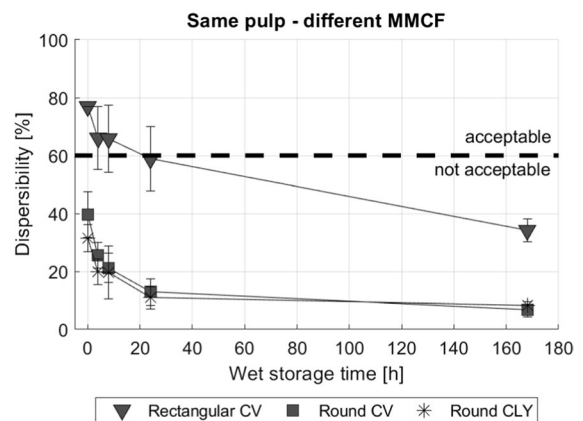 Same pulp - different MMCF
Dispersibility [%]
100
80
60
40
20
0
acceptable
not acceptable
0 20 40 60 80 100 120 140 160 180
Wet storage time [h]
Rectangular CV Round CV Round CLY